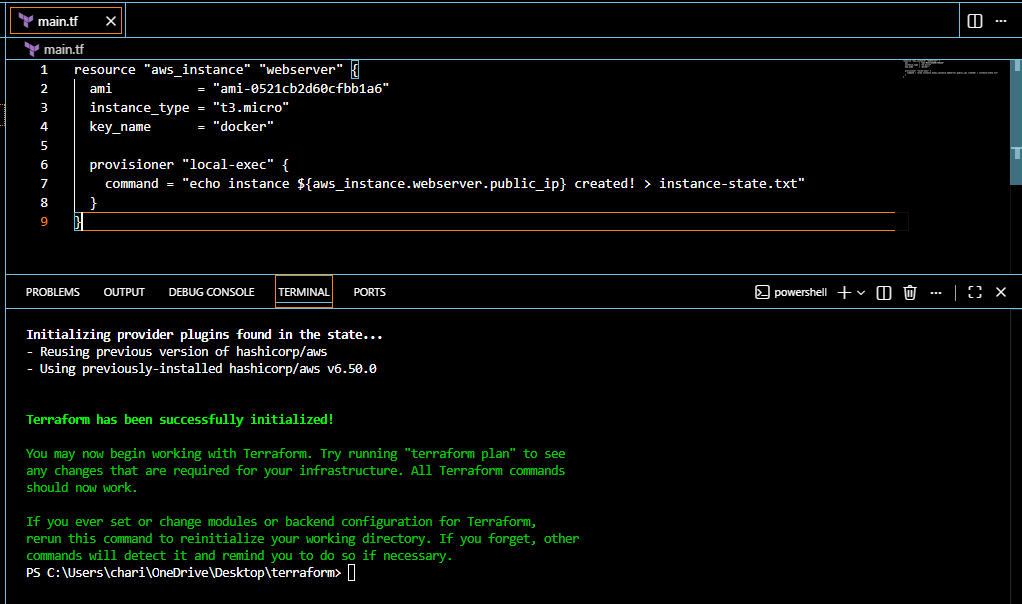 main.tf
main.tf
1 resource "aws_instance" "webserver" {
2 ami = "ami-0521cb2d60cfbb1a6"
3 instance_type = "t3.micro"
4 key_name = "docker"
5
6 provisioner "local-exec" {
7 command = "echo instance ${aws_instance.webserver.public_ip} created! > instance-state.txt"
8 }
9 }
PROBLEMS OUTPUT DEBUG CONSOLE TERMINAL PORTS powershell
Initializing provider plugins found in the state...
- Reusing previous version of hashicorp/aws
- Using previously-installed hashicorp/aws v6.50.0
Terraform has been successfully initialized!
You may now begin working with Terraform. Try running "terraform plan" to see
any changes that are required for your infrastructure. All Terraform commands
should now work.
If you ever set or change modules or backend configuration for Terraform,
rerun this command to reinitialize your working directory. If you forget, other
commands will detect it and remind you to do so if necessary.
PS C:\Users\chari\OneDrive\Desktop\terraform>